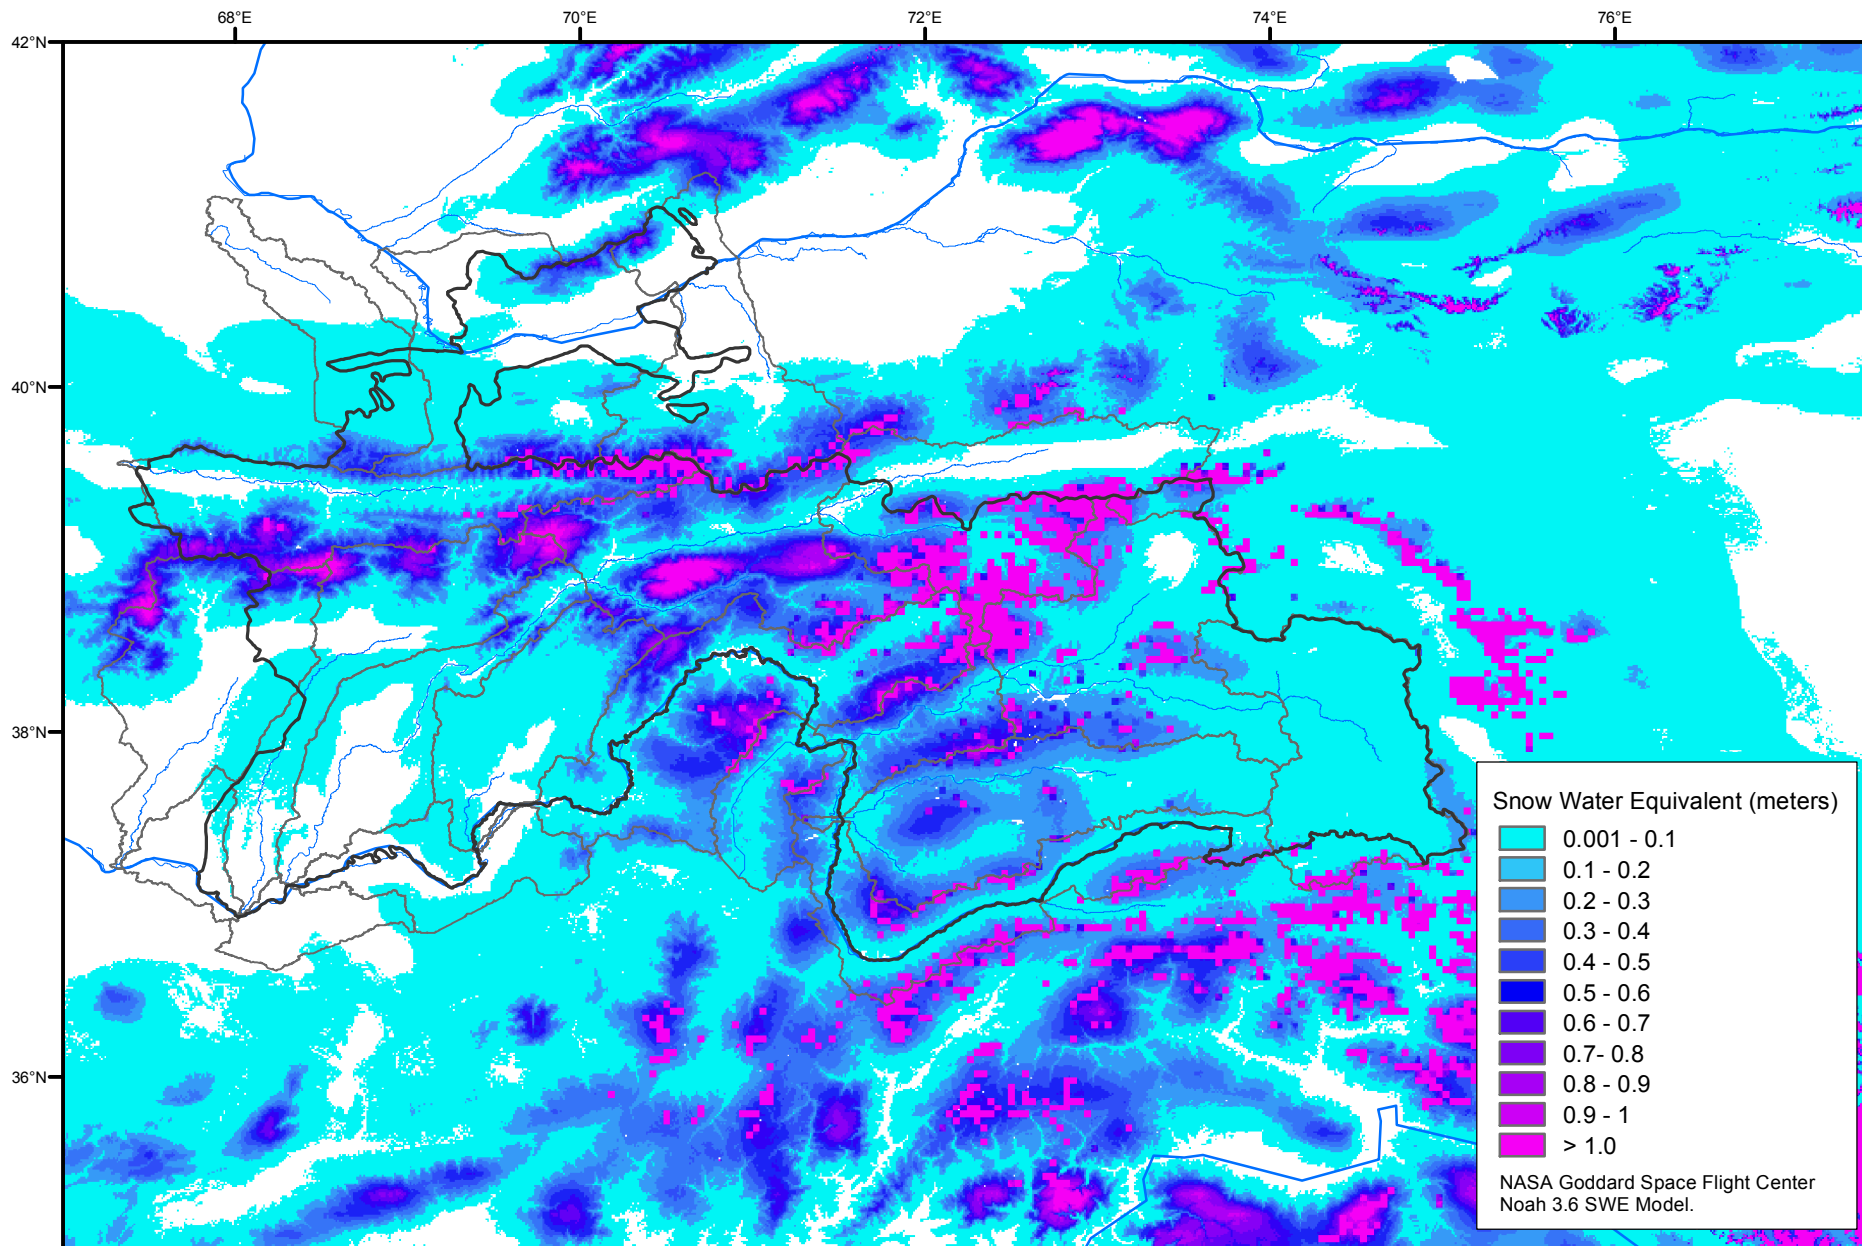 68°E 70°E 72°E 74°E 76°E
42°N
40°N
38°N
36°N
Snow Water Equivalent (meters)
0.001 - 0.1
0.1 - 0.2
0.2 - 0.3
0.3 - 0.4
0.4 - 0.5
0.5 - 0.6
0.6 - 0.7
0.7- 0.8
0.8 - 0.9
0.9 - 1
> 1.0
NASA Goddard Space Flight Center
Noah 3.6 SWE Model.